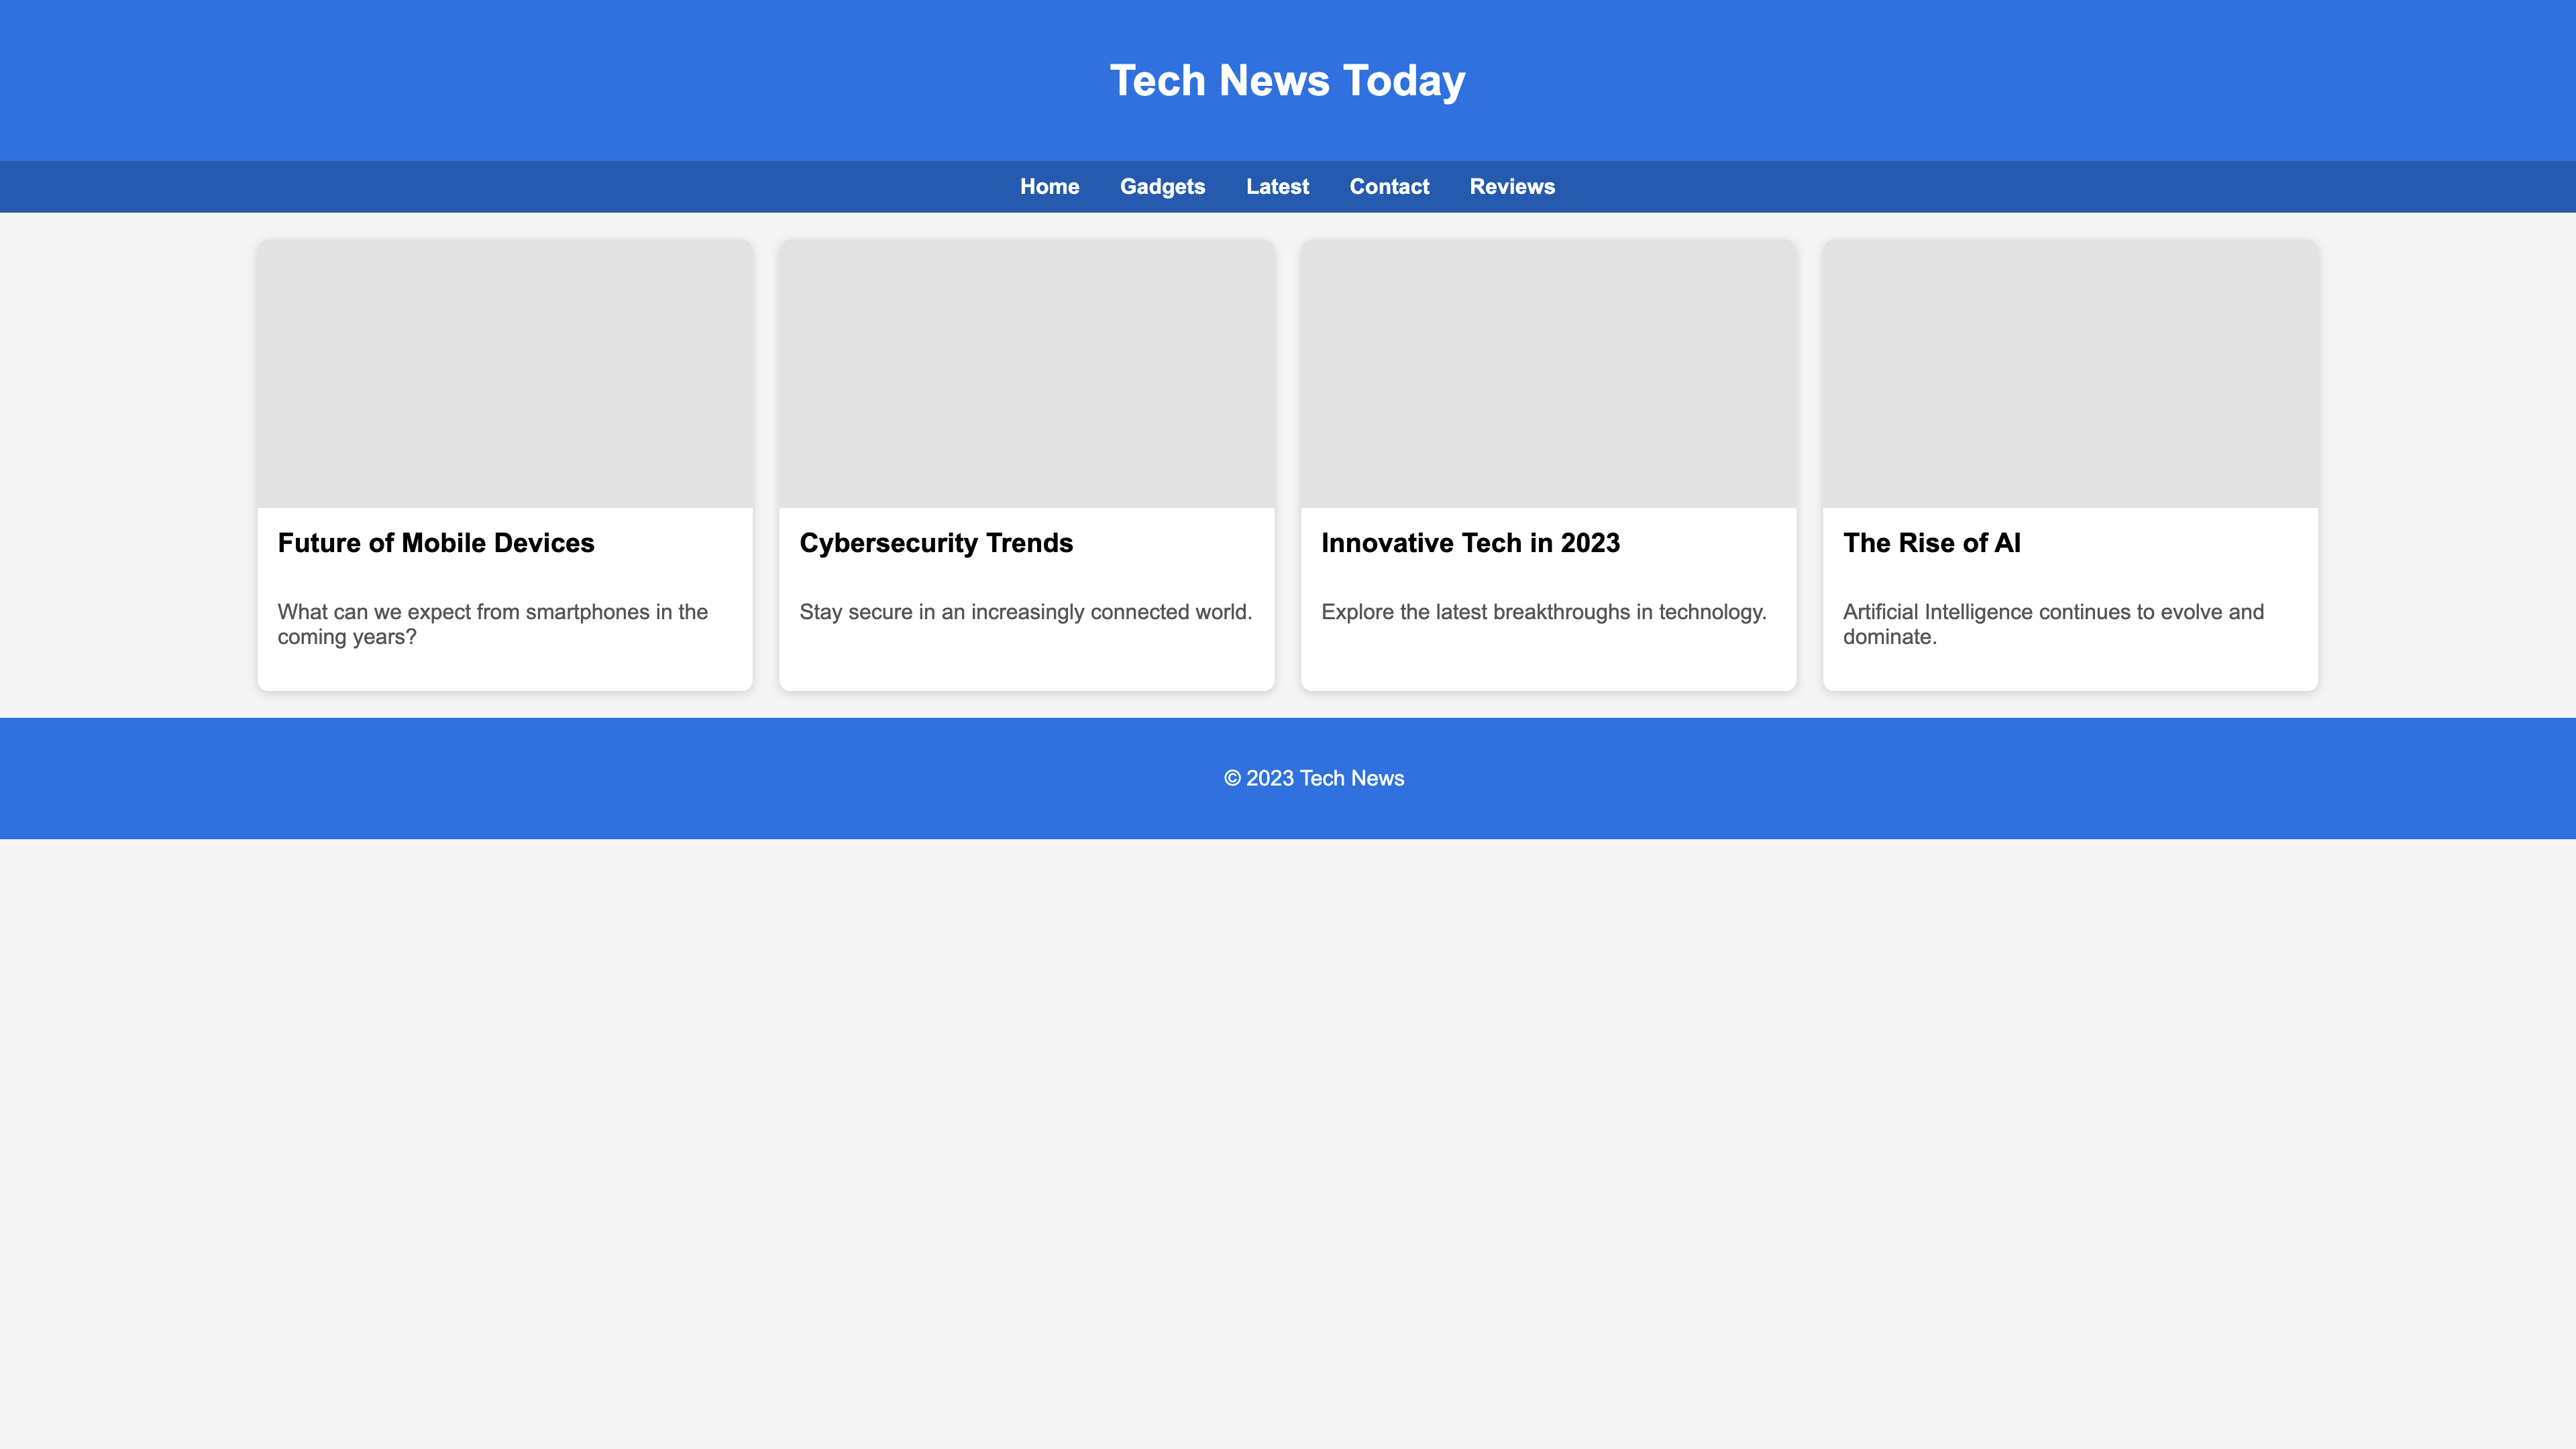 Tech News Today
Home Gadgets Latest Contact Reviews
Future of Mobile Devices
What can we expect from smartphones in the
coming years?
Cybersecurity Trends
Stay secure in an increasingly connected world.
Innovative Tech in 2023
Explore the latest breakthroughs in technology.
The Rise of AI
Artificial Intelligence continues to evolve and
dominate.
© 2023 Tech News